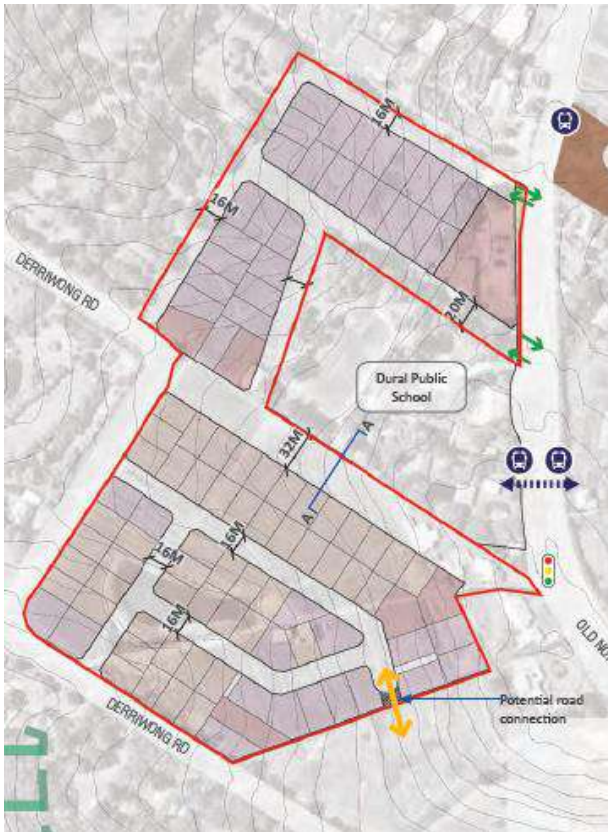 16M
16M
DERRIWONG RD
20M
Dural Public
School
32M
A
A
16M
16M
16M
OLD NO
Potential road
connection
DERRIWONG RD
LL